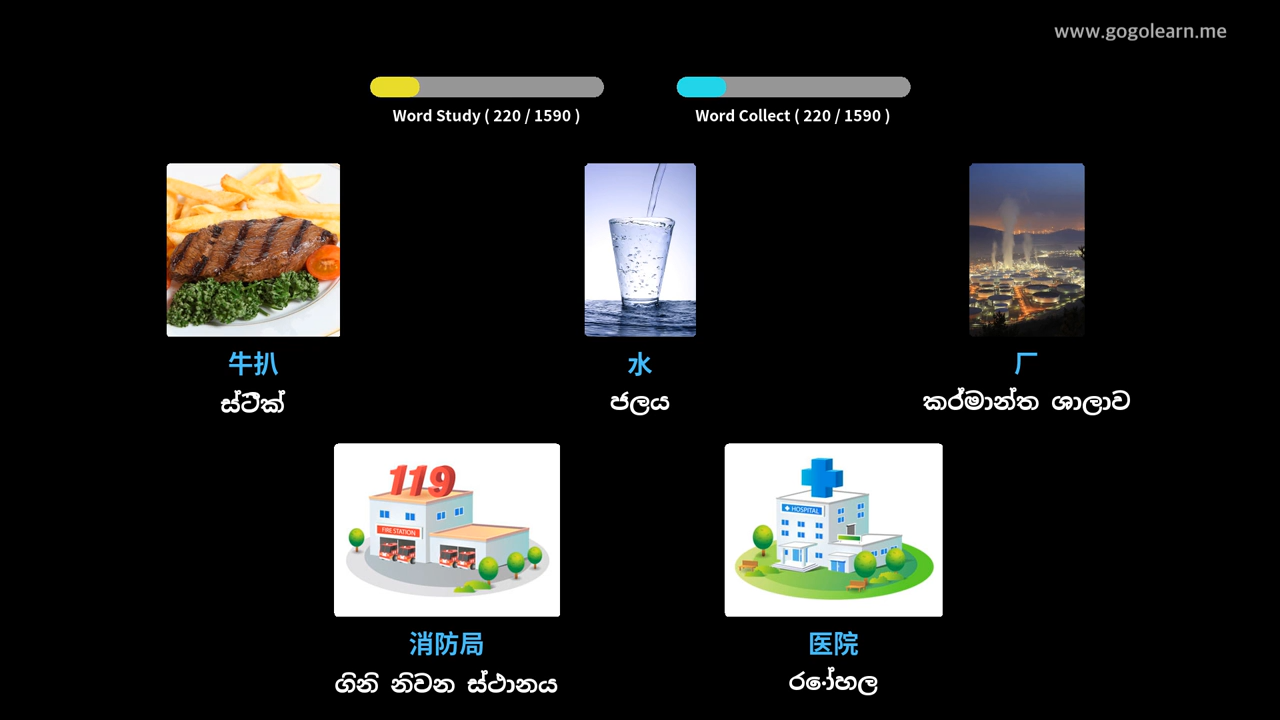 www.gogolearn.me
Word Study ( 220 / 1590 )
Word Collect ( 220 / 1590 )
牛扒
ස්ටීක්
水
ජලය
厂
කර්මාන්ත ශාලාව
119
FIRE STATION
HOSPITAL
消防局
ගිනි නිවන ස්ථානය
医院
රෝහල